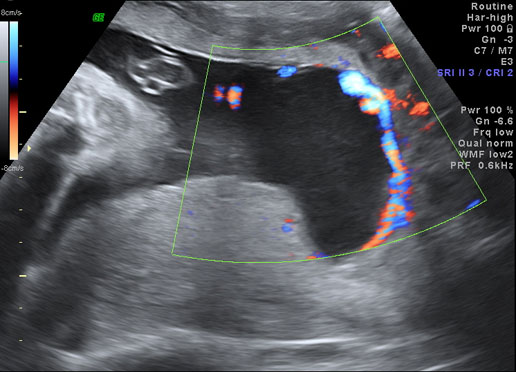 8cm/s
GE
-8cm/s
Routine
Har-high
Pwr 100
Gn -3
C7 / M7
E3
SRI II 3 / CRI 2
Pwr 100 %
Gn -6.6
Frq low
Qual norm
WMF low2
PRF 0.6kHz